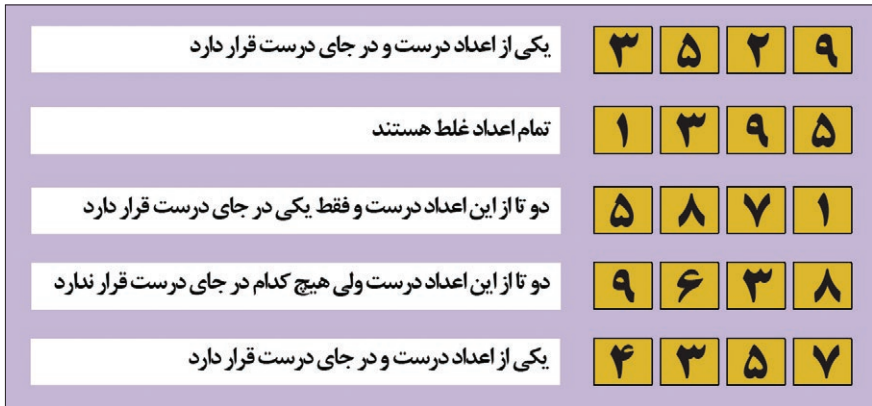 یکی از اعداد درست و در جای درست قرار دارد ۳ ۵ ۲ ۹
تمام اعداد غلط هستند ۱ ۳ ۹ ۵
دو تا از این اعداد درست و فقط یکی در جای درست قرار دارد ۵ ۸ ۷ ۱
دو تا از این اعداد درست ولی هیچ کدام در جای درست قرار ندارد ۹ ۶ ۳ ۸
یکی از اعداد درست و در جای درست قرار دارد ۴ ۳ ۵ ۷